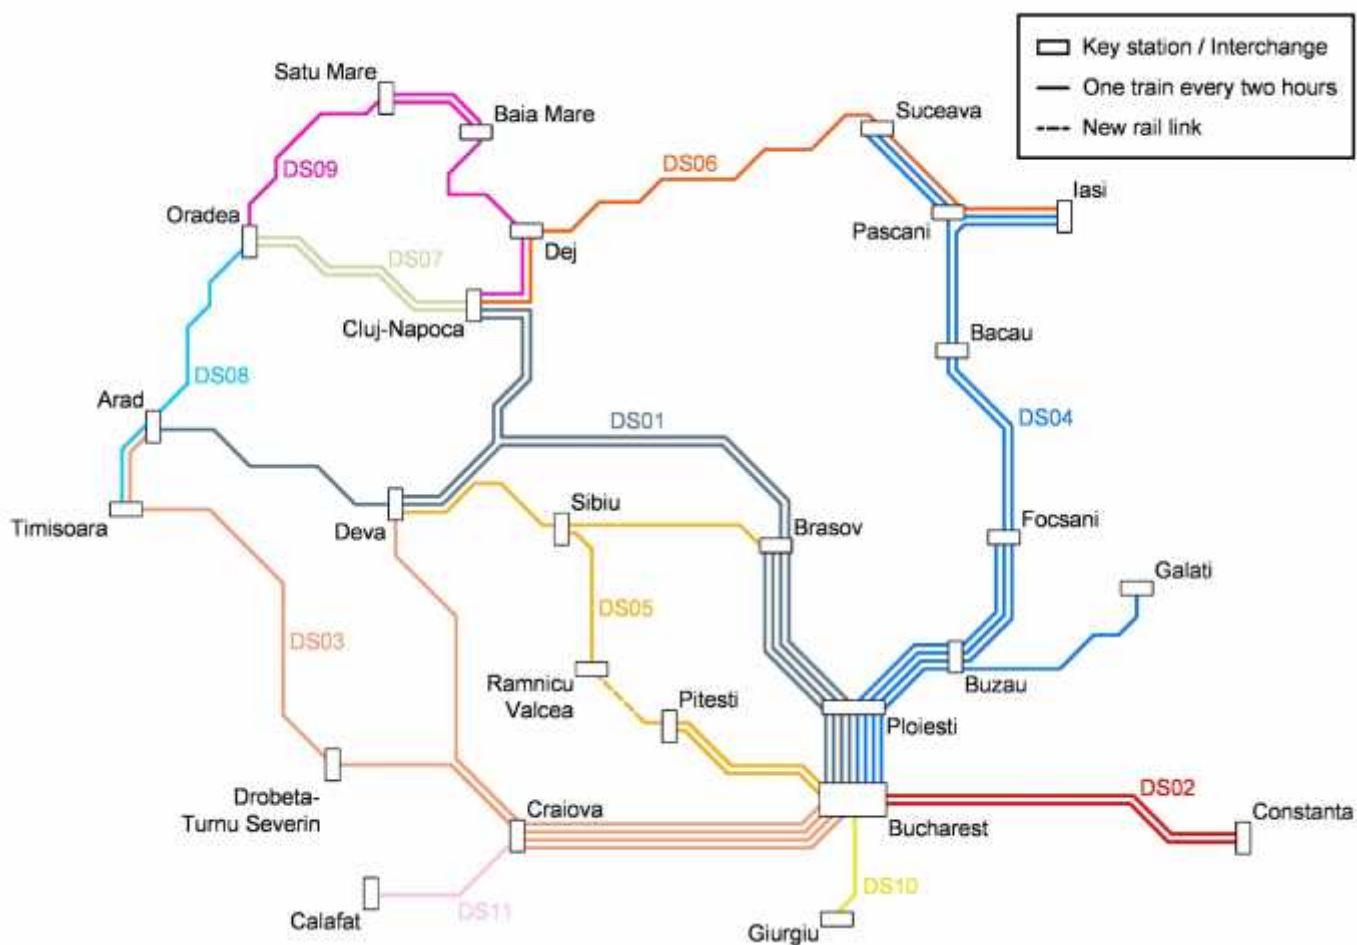 Key station / Interchange
One train every two hours
New rail link
Satu Mare
Baia Mare
Suceava
DS09
DS06
Iasi
Oradea
Pascani
Dej
DS07
Cluj-Napoca
Bacau
DS08
Arad
DS01
DS04
Timisoara
Deva
Sibiu
Brasov
Focsani
Galati
DS05
DS03
Ramnicu
Valcea
Pitesti
Buzau
Ploiesti
DS02
Drobeta-
Turnu Severin
Craiova
Bucharest
Constanta
DS10
Calafat
DS11
Giurgiu